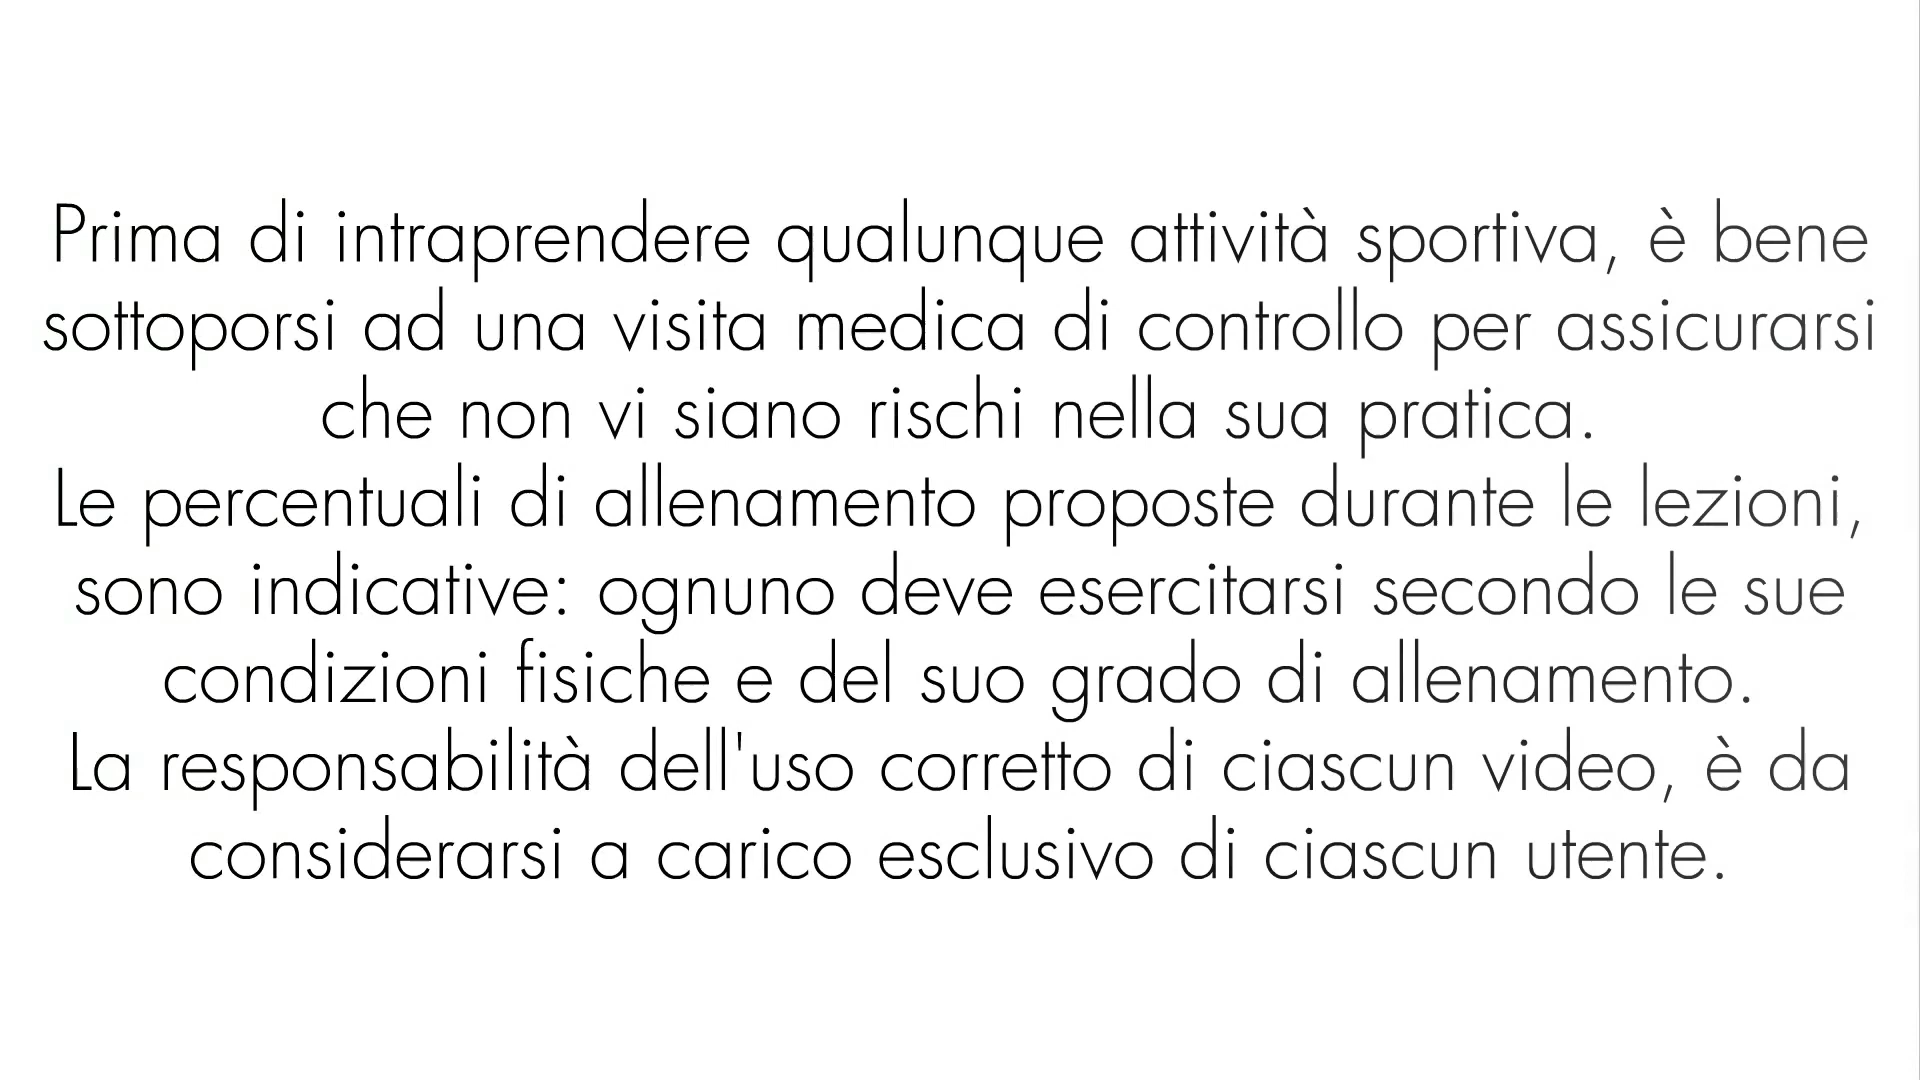 Prima di intraprendere qualunque attività sportiva, è bene
sottoporsi ad una visita medica di controllo per assicurarsi
che non vi siano rischi nella sua pratica.
Le percentuali di allenamento proposte durante le lezioni,
sono indicative: ognuno deve esercitarsi secondo le sue
condizioni fisiche e del suo grado di allenamento.
La responsabilità dell'uso corretto di ciascun video, è da
considerarsi a carico esclusivo di ciascun utente.